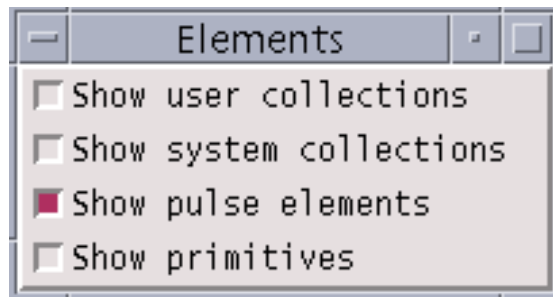 Elements
Show user collections
Show system collections
Show pulse elements
Show primitives